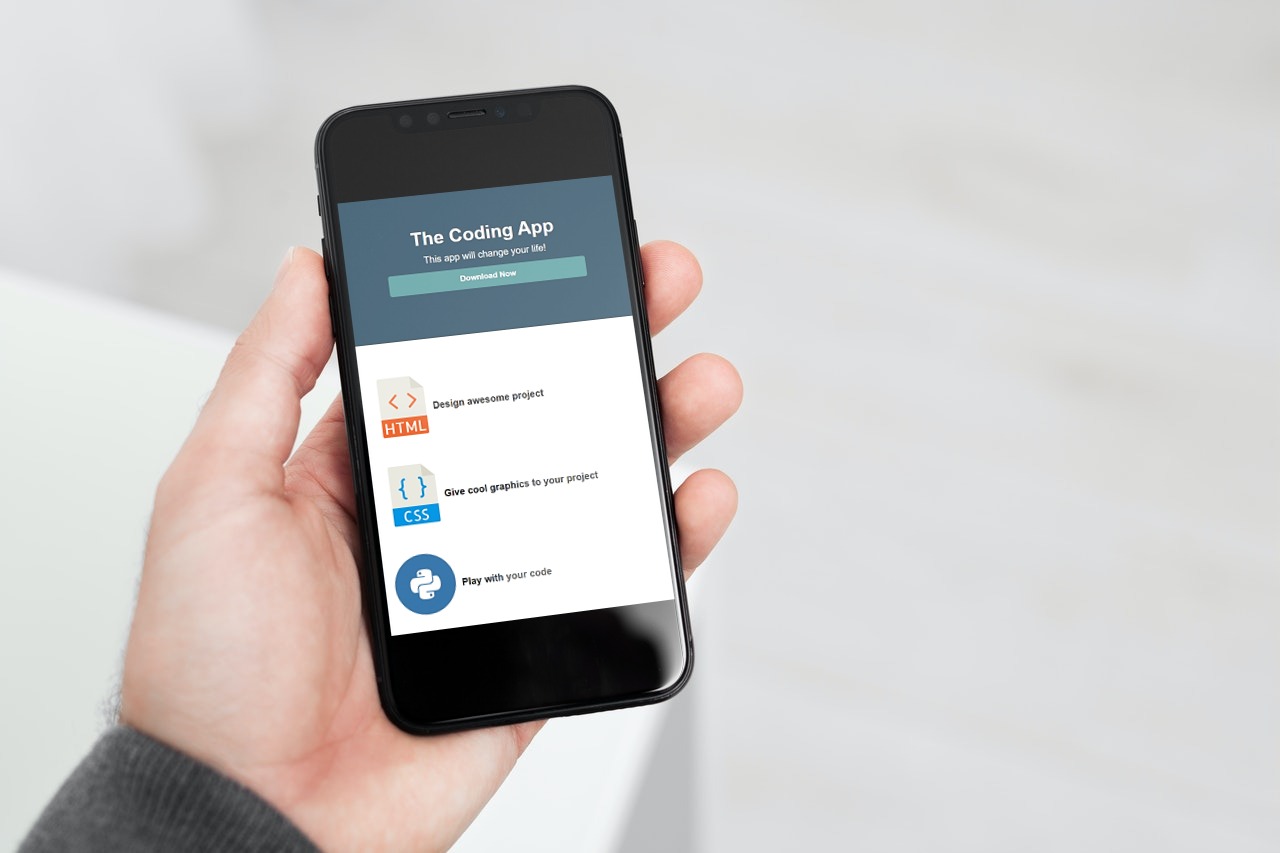 The Coding App
This app will change your life!
Download Now
HTML
Design awesome project
CSS
Give cool graphics to your project
Play with your code